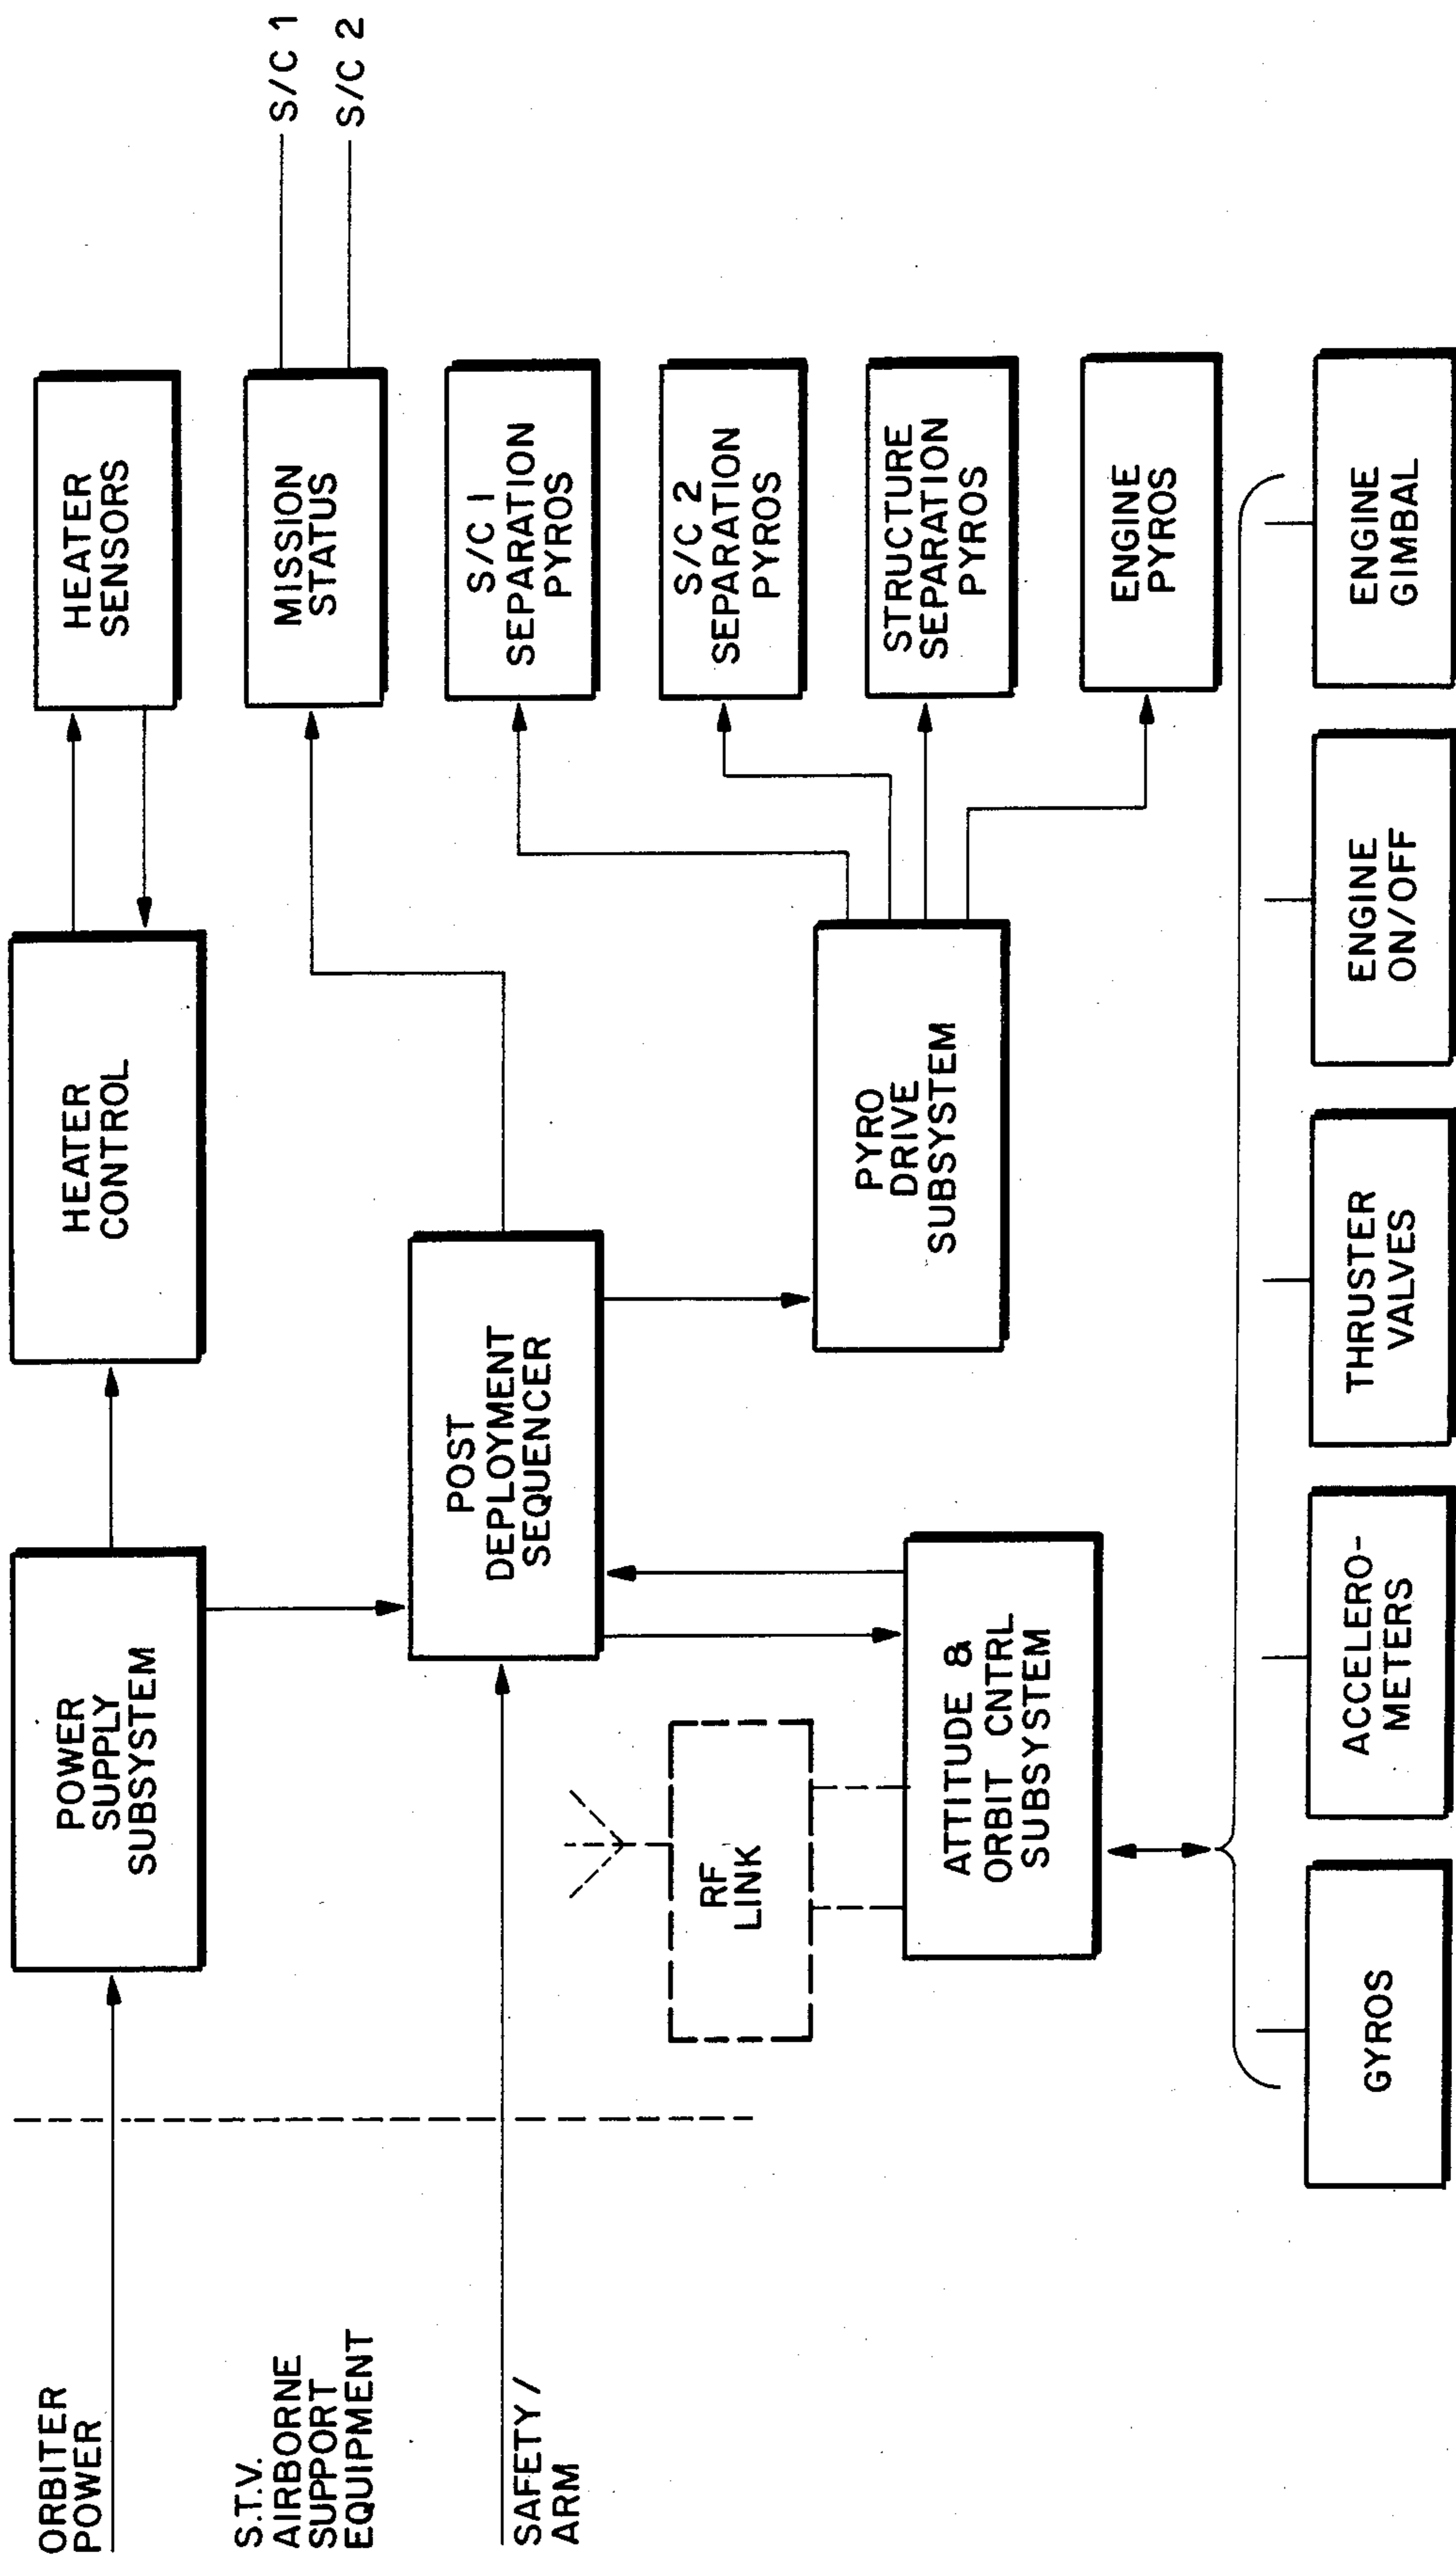 ORBITER
POWER
S.T.V.
AIRBORNE
SUPPORT
EQUIPMENT
SAFETY /
ARM
POWER
SUPPLY
SUBSYSTEM
HEATER
CONTROL
HEATER
SENSORS
POST
DEPLOYMENT
SEQUENCER
MISSION
STATUS
S/C 1
S/C 2
S/C 1
SEPARATION
PYROS
S/C 2
SEPARATION
PYROS
STRUCTURE
SEPARATION
PYROS
ENGINE
PYROS
PYRO
DRIVE
SUBSYSTEM
RF
LINK
ATTITUDE &
ORBIT CNTRL
SUBSYSTEM
GYROS
ACCELERO-
METERS
THRUSTER
VALVES
ENGINE
ON/OFF
ENGINE
GIMBAL